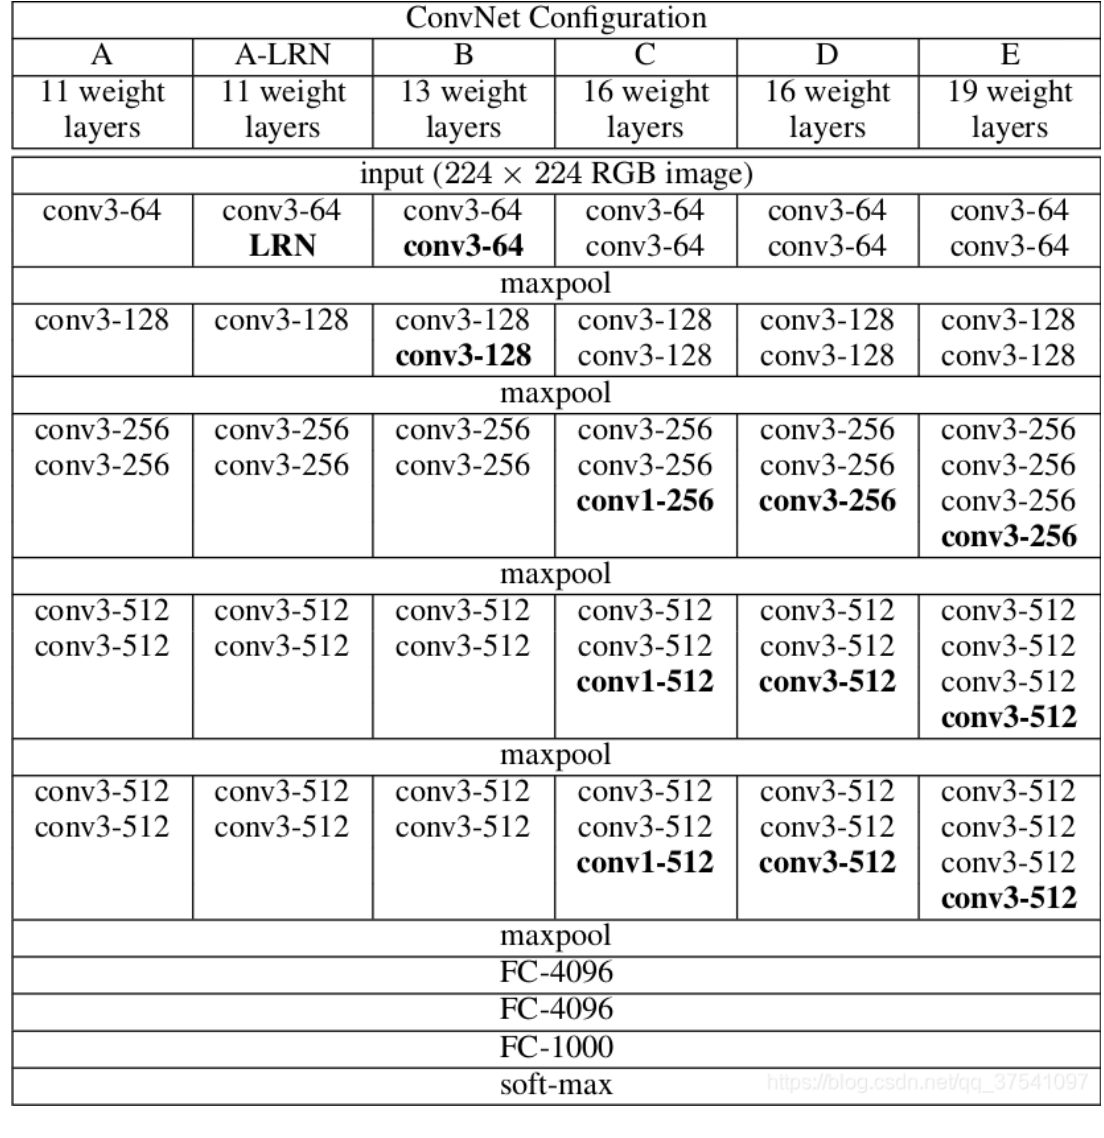 ConvNet Configuration
A A-LRN B C D E
11 weight 11 weight 13 weight 16 weight 16 weight 19 weight
layers layers layers layers layers layers
input (224 × 224 RGB image)
conv3-64 conv3-64 conv3-64 conv3-64 conv3-64 conv3-64
LRN conv3-64 conv3-64 conv3-64 conv3-64
maxpool
conv3-128 conv3-128 conv3-128 conv3-128 conv3-128 conv3-128
conv3-128 conv3-128 conv3-128 conv3-128
maxpool
conv3-256 conv3-256 conv3-256 conv3-256 conv3-256 conv3-256
conv3-256 conv3-256 conv3-256 conv3-256 conv3-256 conv3-256
conv1-256 conv3-256 conv3-256
conv3-256
maxpool
conv3-512 conv3-512 conv3-512 conv3-512 conv3-512 conv3-512
conv3-512 conv3-512 conv3-512 conv3-512 conv3-512 conv3-512
conv1-512 conv3-512 conv3-512
conv3-512
maxpool
conv3-512 conv3-512 conv3-512 conv3-512 conv3-512 conv3-512
conv3-512 conv3-512 conv3-512 conv3-512 conv3-512 conv3-512
conv1-512 conv3-512 conv3-512
conv3-512
maxpool
FC-4096
FC-4096
FC-1000
soft-max
https://blog.csdn.net/qq_37541097